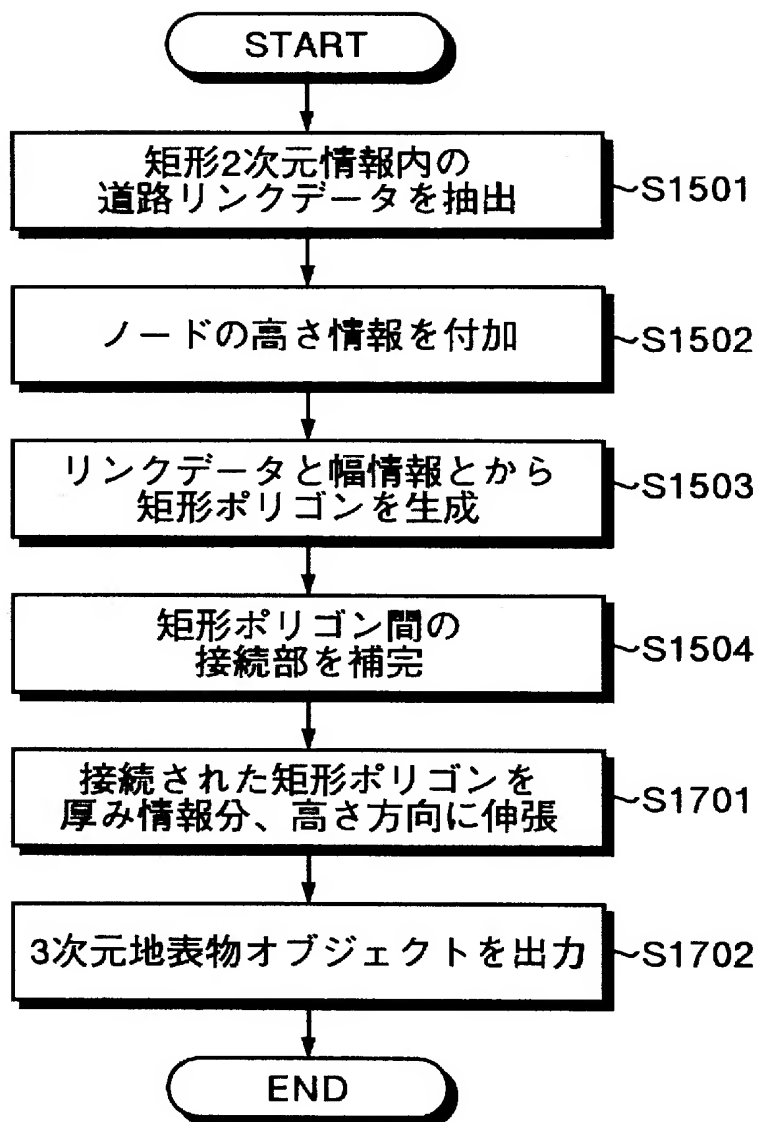 START
矩形2次元情報内の
道路リンクデータを抽出
~S1501
ノードの高さ情報を付加
~S1502
リンクデータと幅情報とから
矩形ポリゴンを生成
~S1503
矩形ポリゴン間の
接続部を補完
~S1504
接続された矩形ポリゴンを
厚み情報分、高さ方向に伸張
~S1701
3次元地表物オブジェクトを出力
~S1702
END